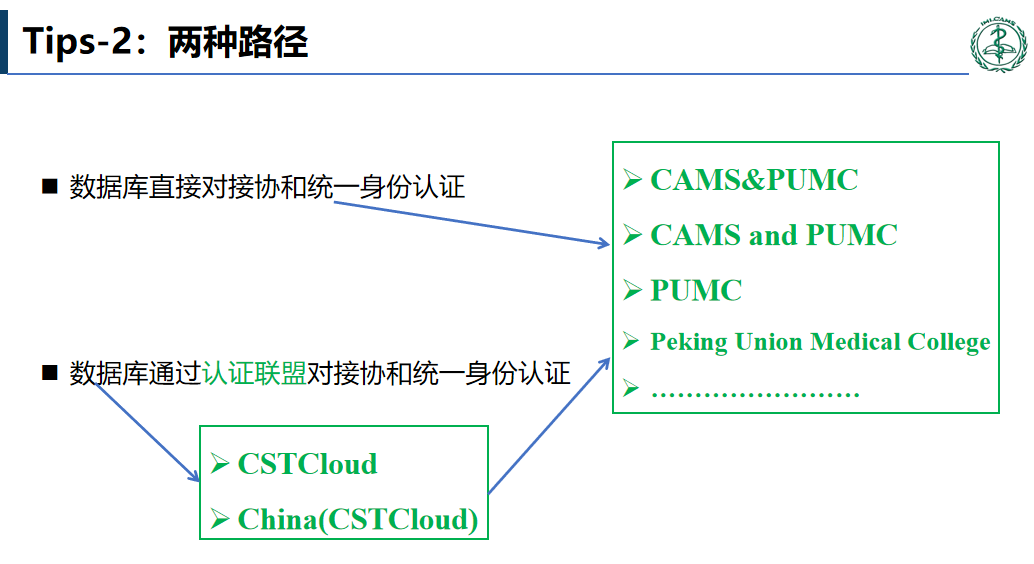 Tips-2：两种路径
IMI.CAMS
数据库直接对接协和统一身份认证
CAMS&PUMC
CAMS and PUMC
PUMC
Peking Union Medical College
……………………
数据库通过认证联盟对接协和统一身份认证
CSTCloud
China(CSTCloud)